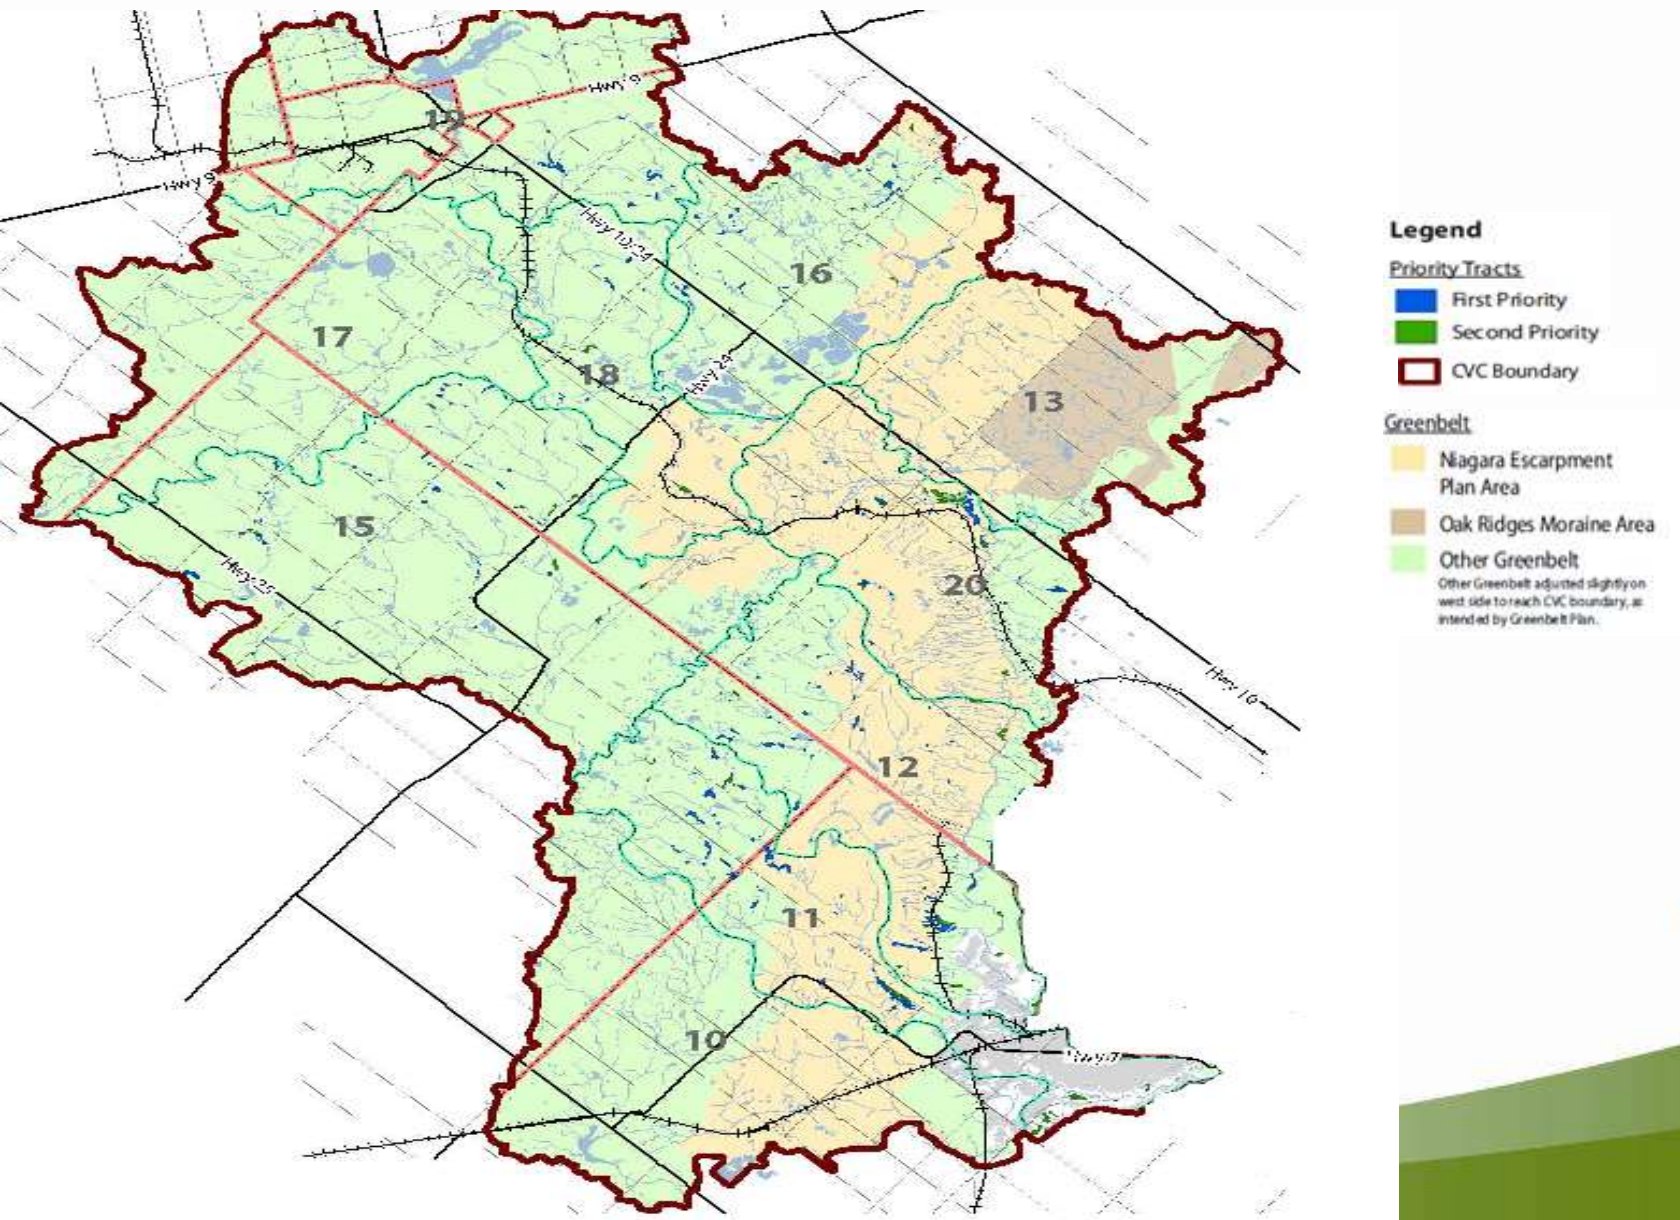 Hwy 9
19
Hwy 9
Hwy 10/24
16
17
Hwy 24
18
13
15
Hwy 25
20
Hwy 10
12
11
10
Hwy 7
Legend
Priority Tracts
First Priority
Second Priority
CVC Boundary
Greenbelt
Niagara Escarpment
Plan Area
Oak Ridges Moraine Area
Other Greenbelt
Other Greenbelt adjusted slightly on
west side to reach CVC boundary, as
intended by Greenbelt Plan.